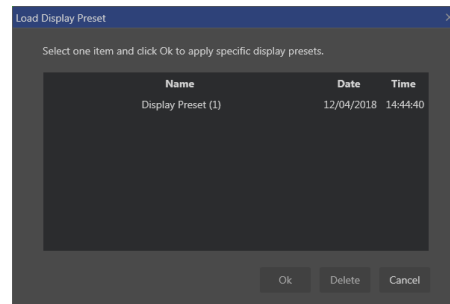 Load Display Preset
Select one item and click Ok to apply specific display presets.
Name Date Time
Display Preset (1) 12/04/2018 14:44:40
Ok Delete Cancel